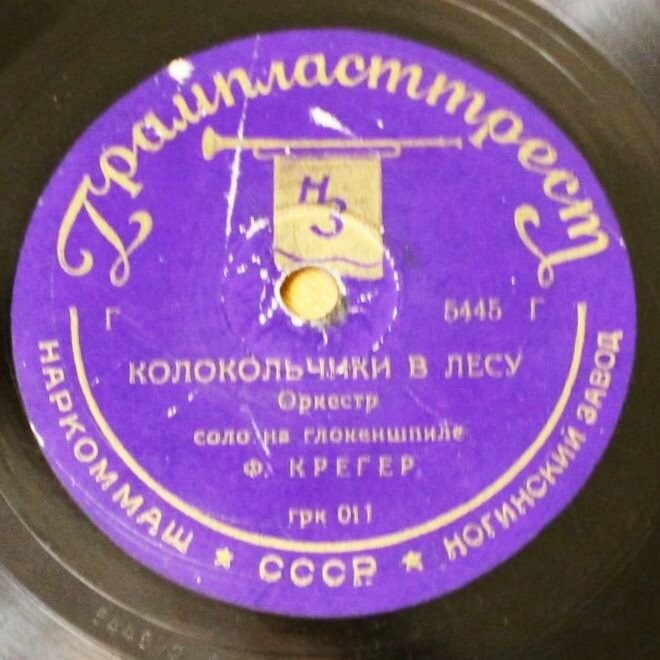 Грампласттрест
НЗ
Г 5445 Г
КОЛОКОЛЬЧИКИ В ЛЕСУ
Оркестр
соло на глокеншпиле
Ф. КРЕГЕР
грк 011
НАРКОММАШ ★ СССР ★ НОГИНСКИЙ ЗАВОД